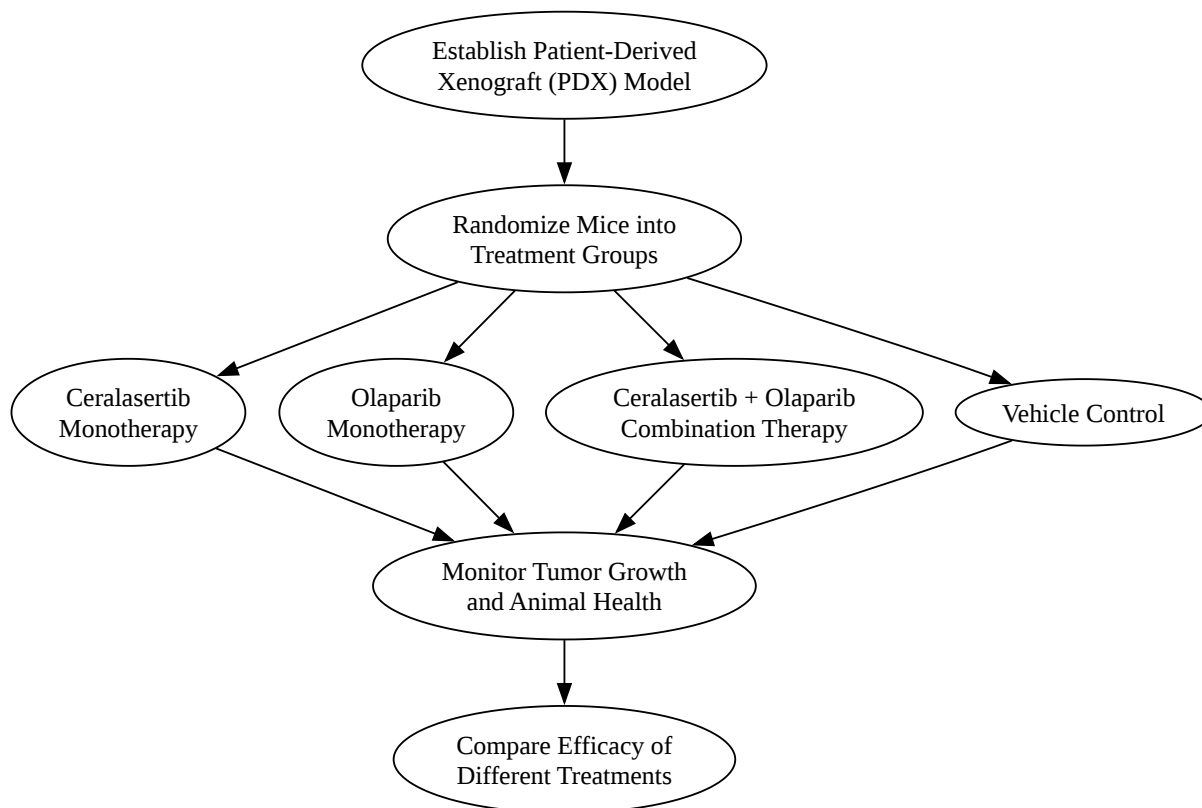 Establish Patient-Derived
Xenograft (PDX) Model
Randomize Mice into
Treatment Groups
Ceralasertib
Monotherapy
Olaparib
Monotherapy
Ceralasertib + Olaparib
Combination Therapy
Vehicle Control
Monitor Tumor Growth
and Animal Health
Compare Efficacy of
Different Treatments